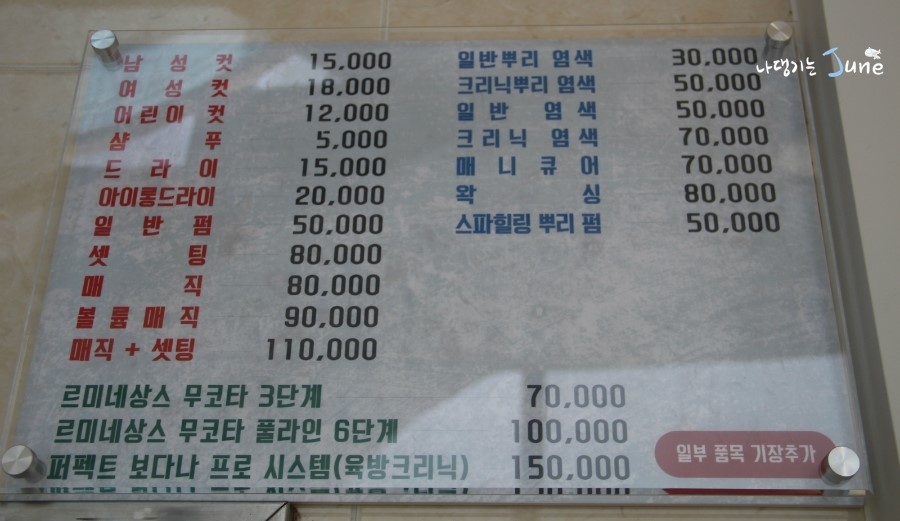 남성컷 15,000
여성컷 18,000
어린이컷 12,000
샴푸 5,000
드라이 15,000
아이롱드라이 20,000
일반펌 50,000
셋팅 80,000
매직 80,000
볼륨매직 90,000
매직 + 셋팅 110,000
일반뿌리 염색 30,000
크리닉뿌리 염색 50,000
일반 염색 50,000
크리닉 염색 70,000
매니큐어 70,000
왁싱 80,000
스파힐링 뿌리 펌 50,000
르미네상스 무코타 3단계 70,000
르미네상스 무코타 풀라인 6단계 100,000
퍼펙트 보다나 프로 시스템(육방크리닉) 150,000
일부 품목 기장추가
나댕기는 June